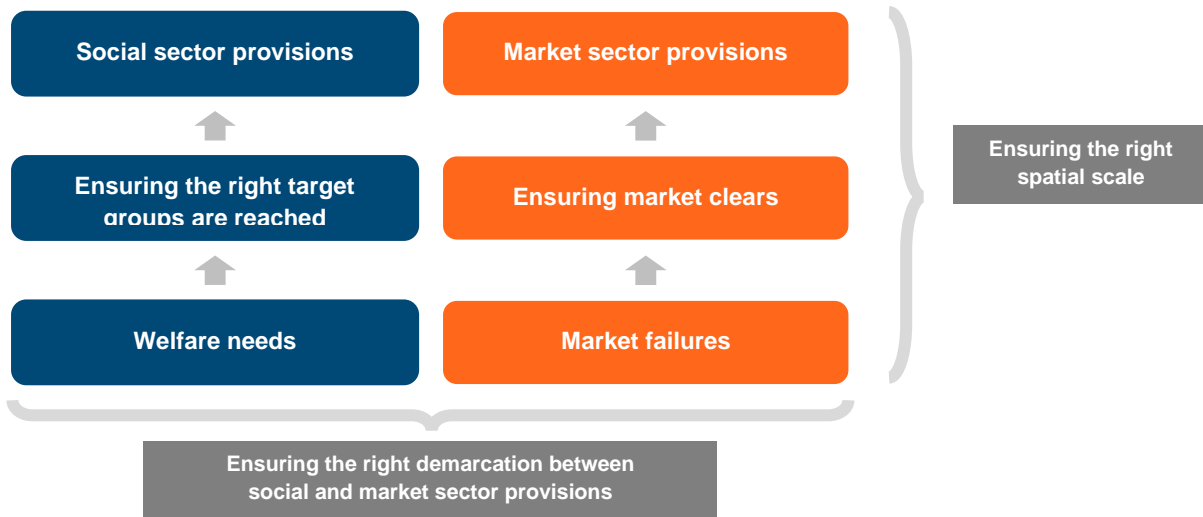 Social sector provisions
Market sector provisions
Ensuring the right target
groups are reached
Ensuring market clears
Ensuring the right
spatial scale
Welfare needs
Market failures
Ensuring the right demarcation between
social and market sector provisions